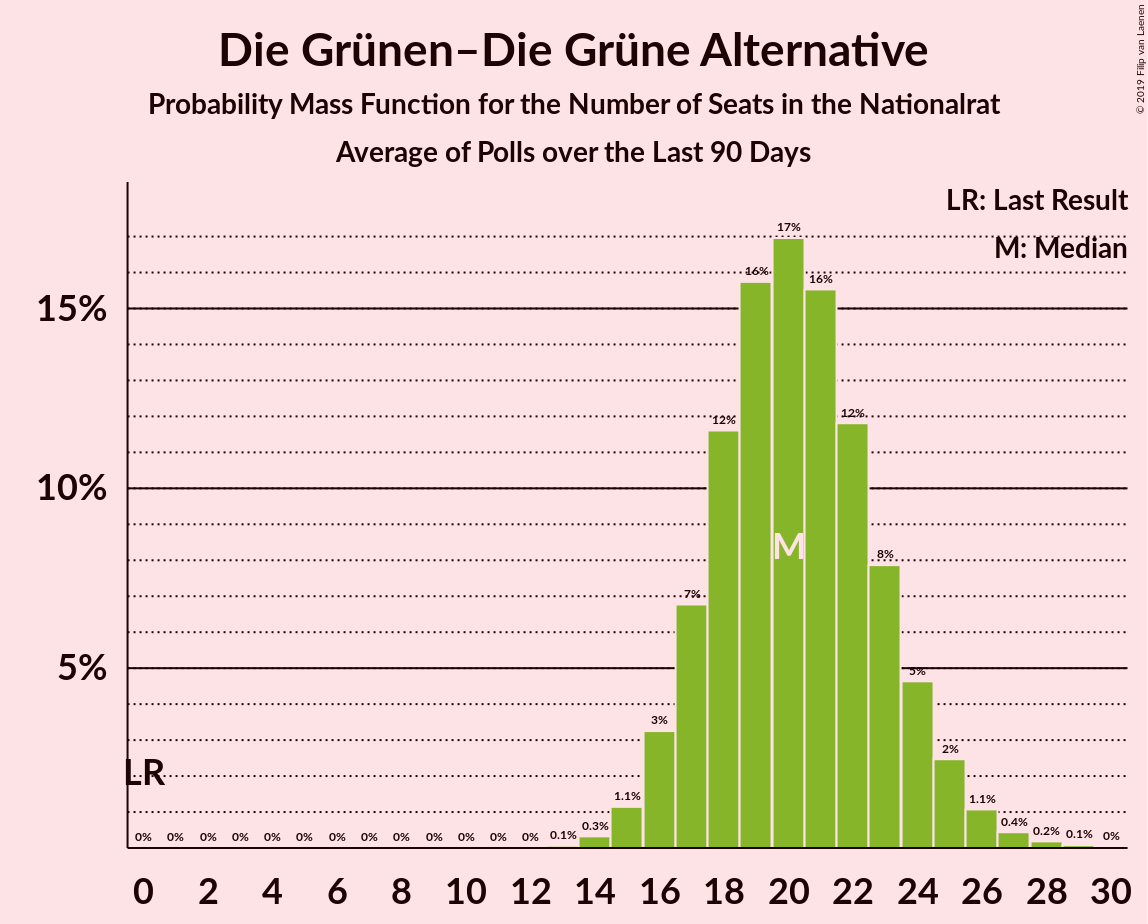 Die Grünen–Die Grüne Alternative
Probability Mass Function for the Number of Seats in the Nationalrat
Average of Polls over the Last 90 Days
© 2019 Filip van Laenen
LR: Last Result
M: Median
17%
16%
16%
15%
12%
12%
10%
M
8%
7%
5%
5%
3%
2%
LR
1.1%
1.1%
0% 0% 0% 0% 0% 0% 0% 0% 0% 0% 0% 0% 0% 0.1% 0.3% 0.4% 0.2% 0.1% 0%
0 2 4 6 8 10 12 14 16 18 20 22 24 26 28 30